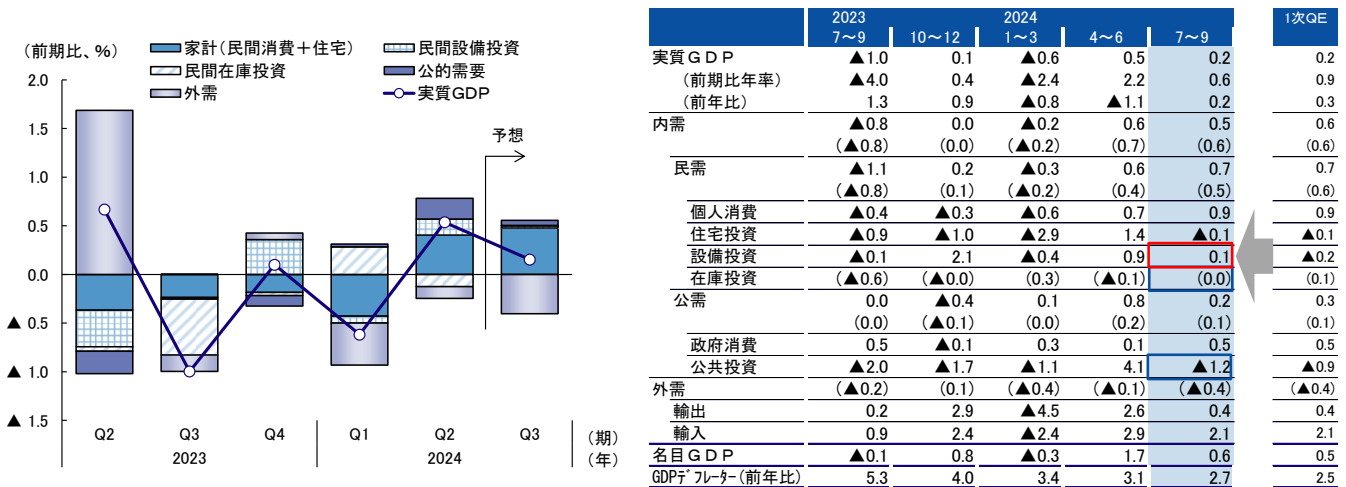 （前期比、％）
家計（民間消費＋住宅）
民間設備投資
民間在庫投資
公的需要
外需
実質GDP
予想
2.0
1.5
1.0
0.5
0.0
▲ 0.5
▲ 1.0
▲ 1.5
Q2 Q3 Q4 Q1 Q2 Q3 （期）
2023 2024 （年）
2023 2024 1次QE
7～9 10～12 1～3 4～6 7～9
実質ＧＤＰ ▲1.0 0.1 ▲0.6 0.5 0.2 0.2
（前期比年率） ▲4.0 0.4 ▲2.4 2.2 0.6 0.9
（前年比） 1.3 0.9 ▲0.8 ▲1.1 0.2 0.3
内需 ▲0.8 0.0 ▲0.2 0.6 0.5 0.6
(▲0.8) (0.0) (▲0.2) (0.7) (0.6) (0.6)
民需 ▲1.1 0.2 ▲0.3 0.6 0.7 0.7
(▲0.8) (0.1) (▲0.2) (0.4) (0.5) (0.6)
個人消費 ▲0.4 ▲0.3 ▲0.6 0.7 0.9 0.9
住宅投資 ▲0.9 ▲1.0 ▲2.9 1.4 ▲0.1 ▲0.1
設備投資 ▲0.1 2.1 ▲0.4 0.9 0.1 ▲0.2
在庫投資 (▲0.6) (▲0.0) (0.3) (▲0.1) (0.0) (0.1)
公需 0.0 ▲0.4 0.1 0.8 0.2 0.3
(0.0) (▲0.1) (0.0) (0.2) (0.1) (0.1)
政府消費 0.5 ▲0.1 0.3 0.1 0.5 0.5
公共投資 ▲2.0 ▲1.7 ▲1.1 4.1 ▲1.2 ▲0.9
外需 (▲0.2) (0.1) (▲0.4) (▲0.1) (▲0.4) (▲0.4)
輸出 0.2 2.9 ▲4.5 2.6 0.4 0.4
輸入 0.9 2.4 ▲2.4 2.9 2.1 2.1
名目ＧＤＰ ▲0.1 0.8 ▲0.3 1.7 0.6 0.5
GDPﾃﾞﾌﾚｰﾀｰ(前年比) 5.3 4.0 3.4 3.1 2.7 2.5